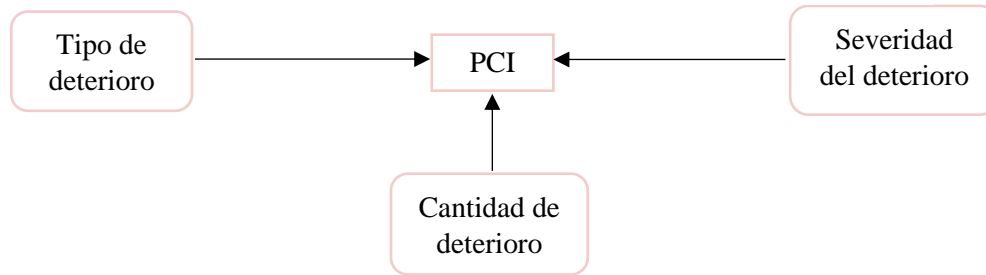 Tipo de
deterioro
PCI
Severidad
del deterioro
Cantidad de
deterioro